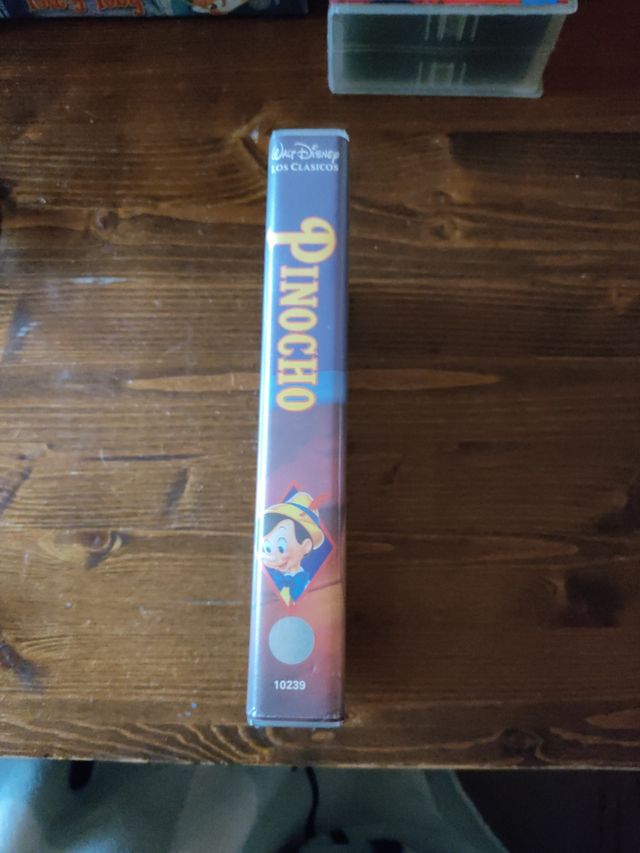 WALT DISNEY
LOS CLASICOS
PINOCHO
10239